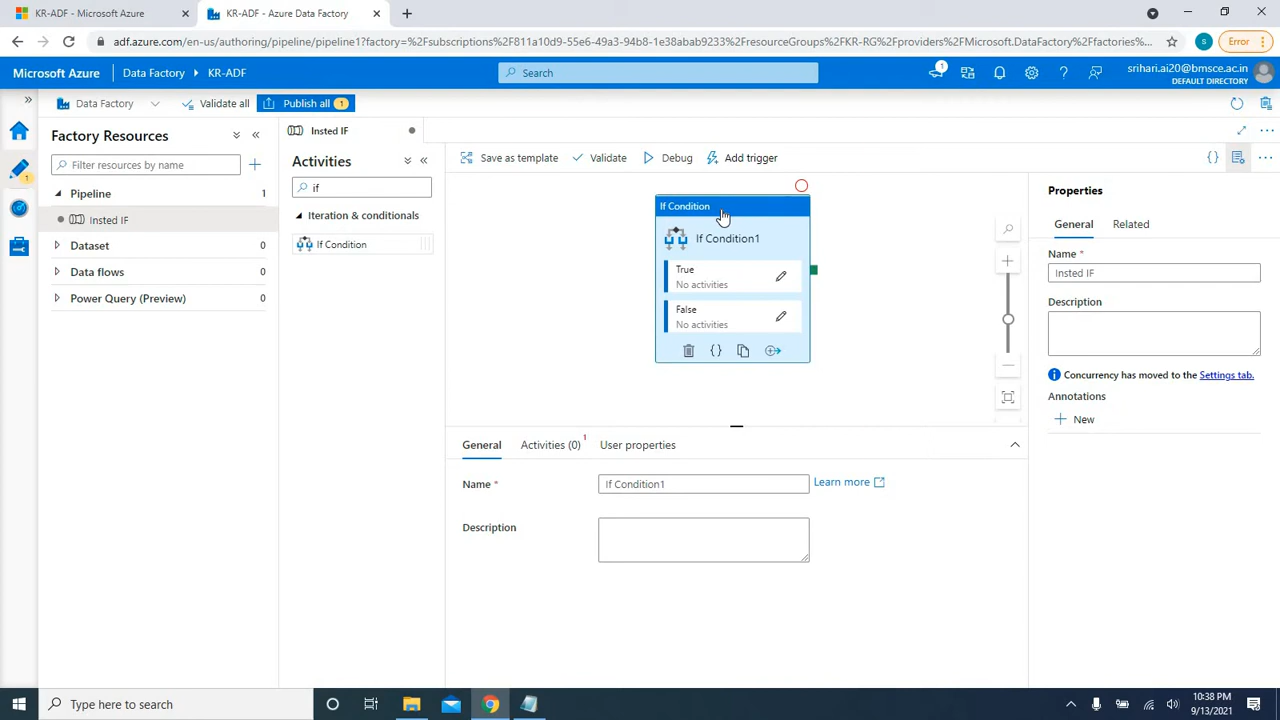 KR-ADF - Microsoft Azure
KR-ADF - Azure Data Factory
adf.azure.com/en-us/authoring/pipeline/pipeline1?factory=%2Fsubscriptions%2F811a10d9-55e6-49a3-94b8-1e38abab9233%2FresourceGroups%2FKR-RG%2Fproviders%2FMicrosoft.DataFactory%2Ffactories%...
S
Error
Microsoft Azure
Data Factory
KR-ADF
Search
1
srihari.ai20@bmsce.ac.in
DEFAULT DIRECTORY
Data Factory
Validate all
Publish all 1
Factory Resources
Filter resources by name
Pipeline 1
Insted IF
Dataset 0
Data flows 0
Power Query (Preview) 0
Insted IF
Activities
if
Iteration & conditionals
If Condition
Save as template
Validate
Debug
Add trigger
If Condition
If Condition1
True
No activities
False
No activities
General
Activities (0) 1
User properties
Name *
If Condition1
Learn more
Description
Properties
General
Related
Name *
Insted IF
Description
Concurrency has moved to the Settings tab.
Annotations
New
Type here to search
10:38 PM
9/13/2021